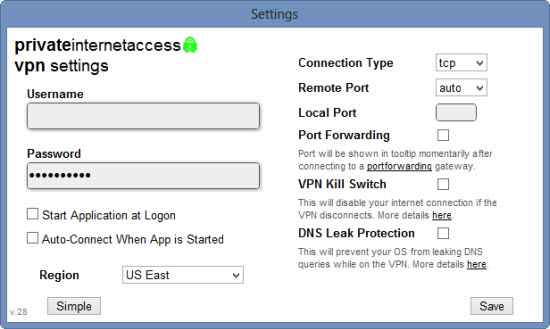 Settings
privateinternetaccess
vpn settings
Username
Password
••••••••••
Start Application at Logon
Auto-Connect When App is Started
Region US East
v.28 Simple
Connection Type tcp
Remote Port auto
Local Port
Port Forwarding
Port will be shown in tooltip momentarily after
connecting to a portforwarding gateway.
VPN Kill Switch
This will disable your internet connection if the
VPN disconnects. More details here.
DNS Leak Protection
This will prevent your OS from leaking DNS
queries while on the VPN. More details here.
Save